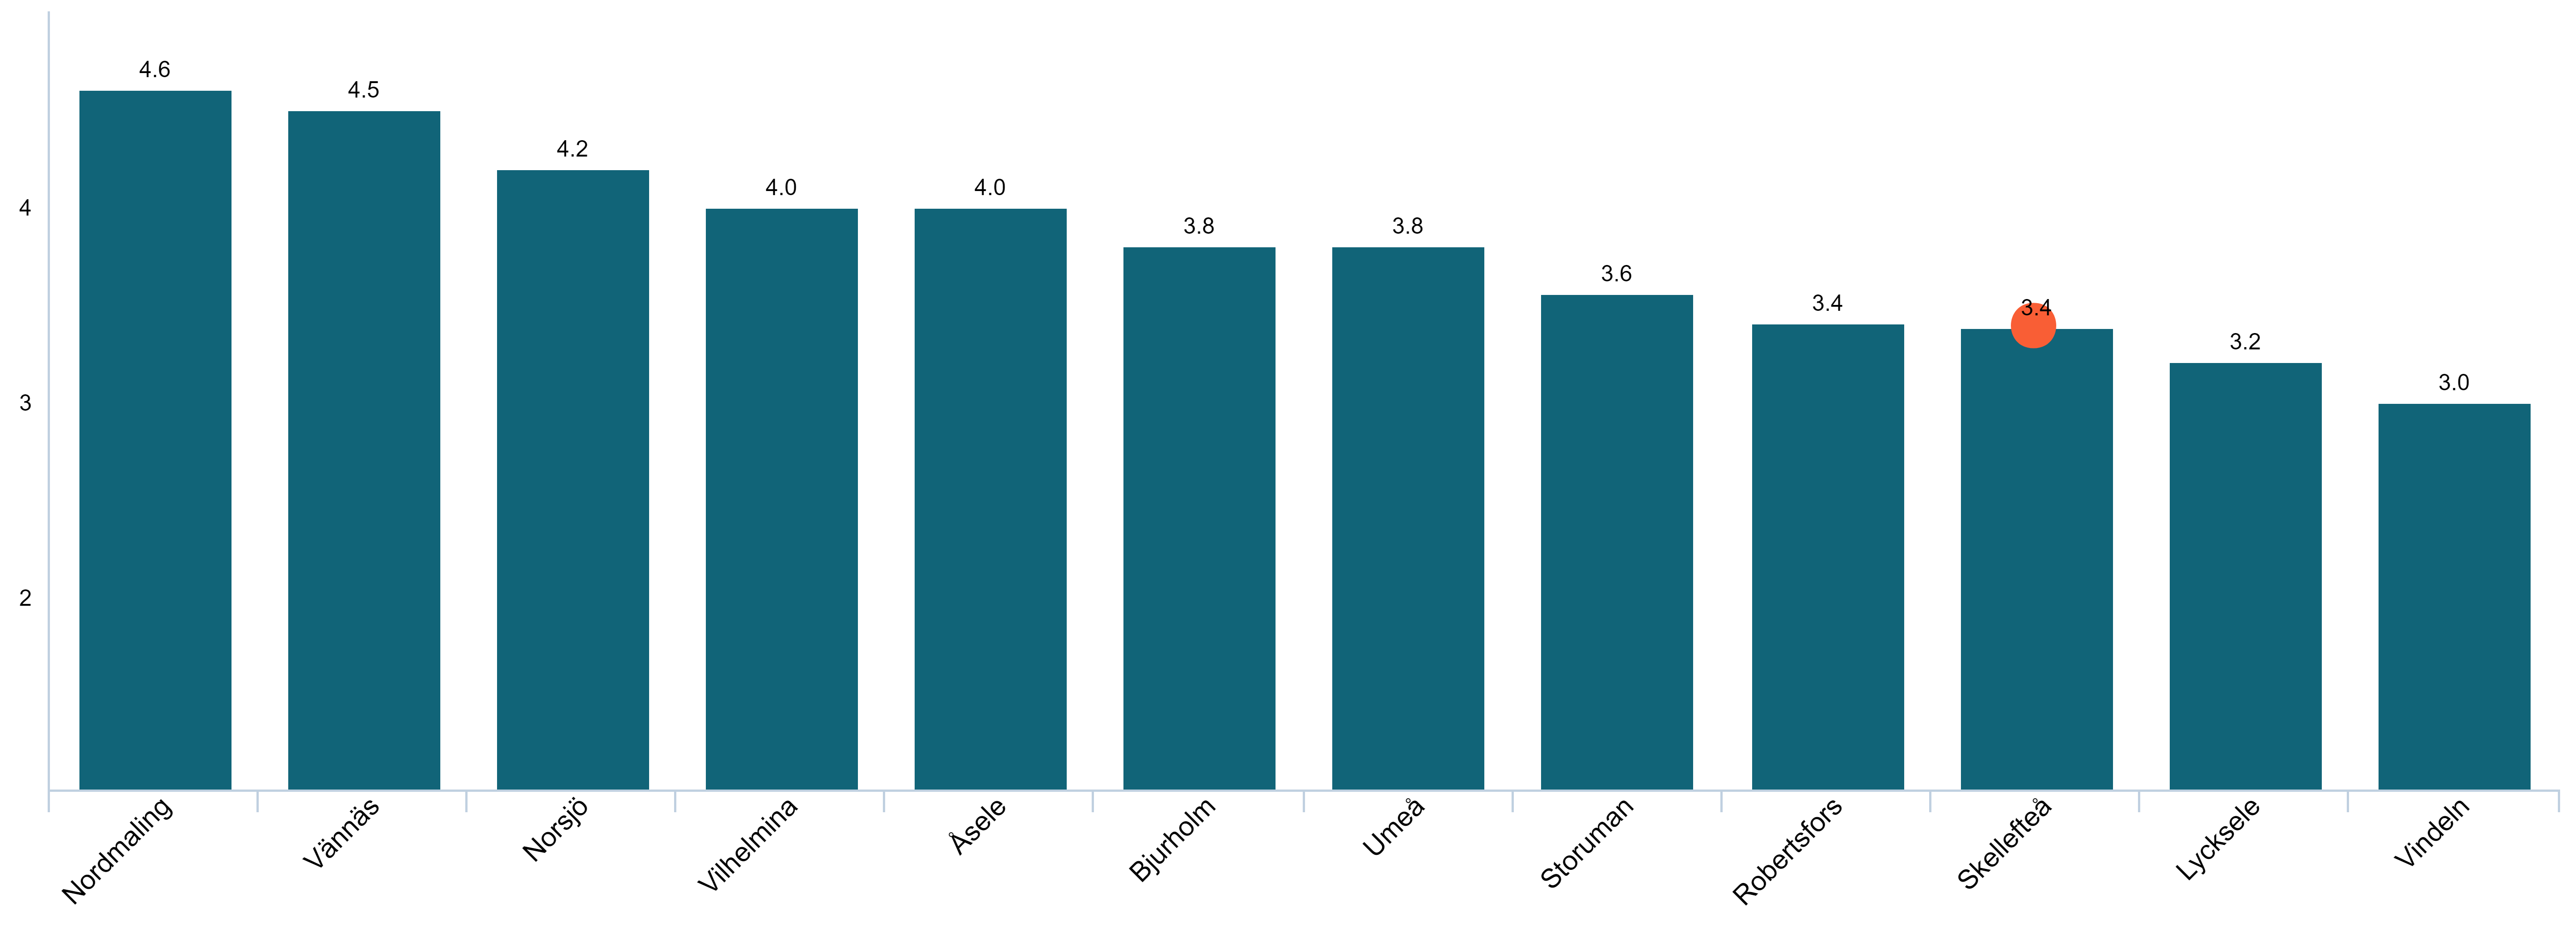 4.6
4.5
4.2
4.0
4.0
3.8
3.8
3.6
3.4
3.4
3.2
3.0
4
3
2
Nordmaling
Vännäs
Norsjö
Vilhelmina
Åsele
Bjurholm
Umeå
Storuman
Robertsfors
Skellefteå
Lycksele
Vindeln